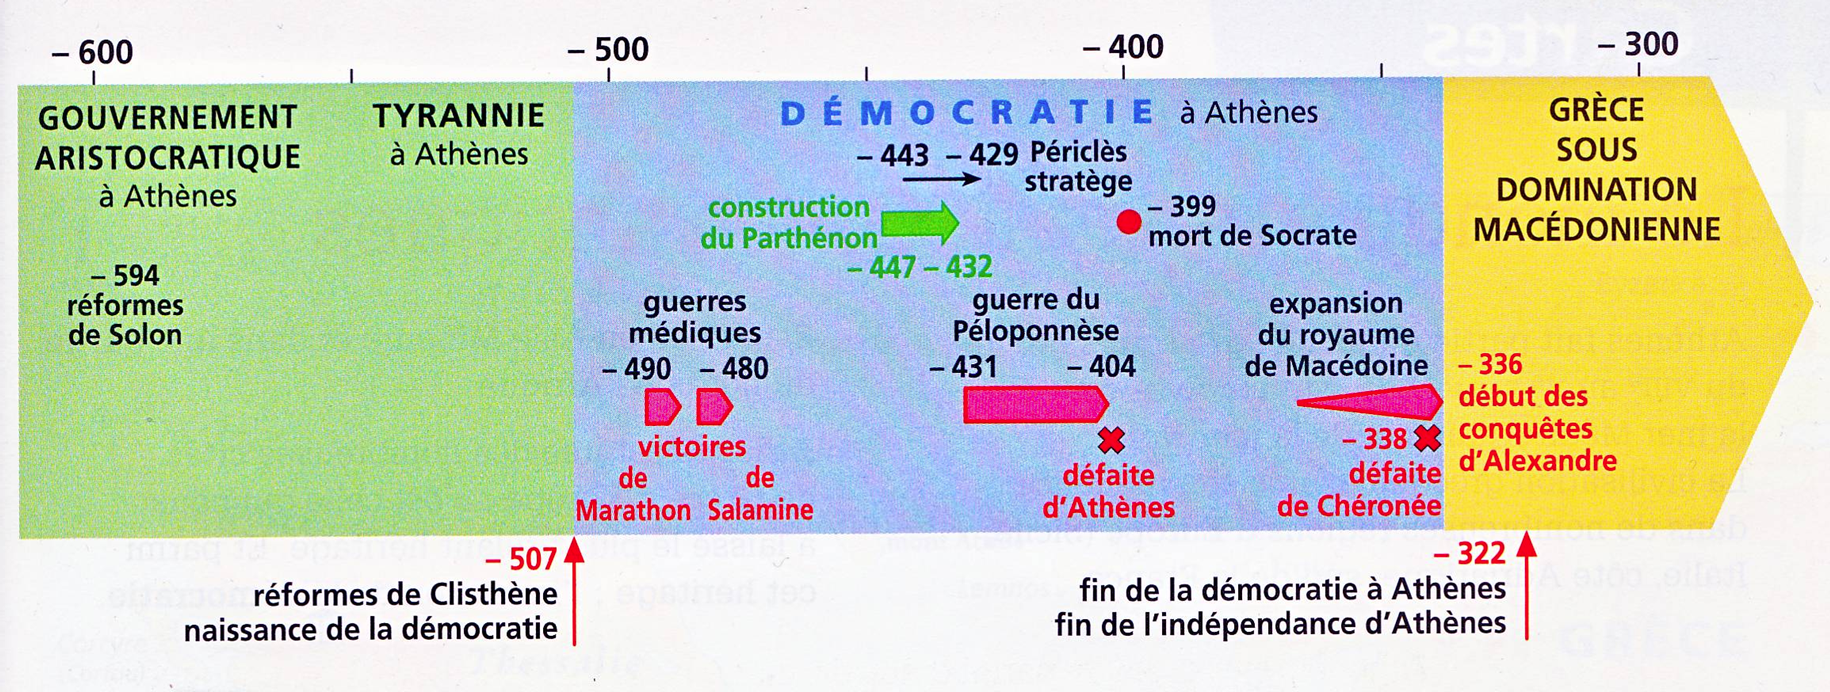 – 600
– 500
– 400
– 300
GOUVERNEMENT
ARISTOCRATIQUE
à Athènes
TYRANNIE
à Athènes
DÉMOCRATIE à Athènes
GRÈCE
SOUS
DOMINATION
MACÉDONIENNE
– 594
réformes
de Solon
– 443 – 429 Périclès
stratège
construction
du Parthénon
– 447 – 432
– 399
mort de Socrate
guerres
médiques
– 490 – 480
victoires
de
Marathon
de
Salamine
guerre du
Péloponnèse
– 431 – 404
défaite
d'Athènes
expansion
du royaume
de Macédoine
– 338
défaite
de Chéronée
– 336
début des
conquêtes
d'Alexandre
– 507
réformes de Clisthène
naissance de la démocratie
– 322
fin de la démocratie à Athènes
fin de l'indépendance d'Athènes